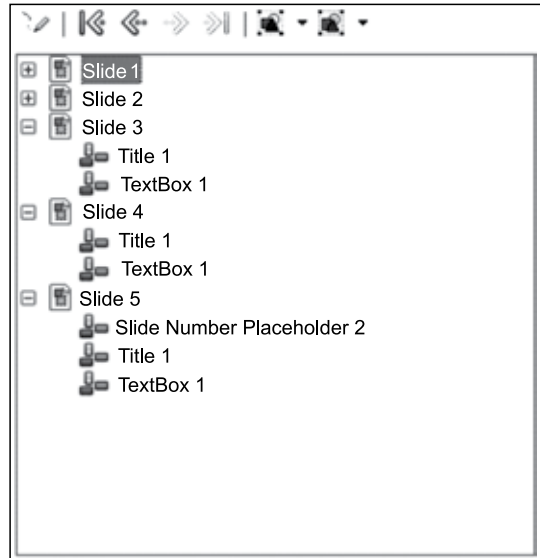 Slide 1
Slide 2
Slide 3
Title 1
TextBox 1
Slide 4
Title 1
TextBox 1
Slide 5
Slide Number Placeholder 2
Title 1
TextBox 1